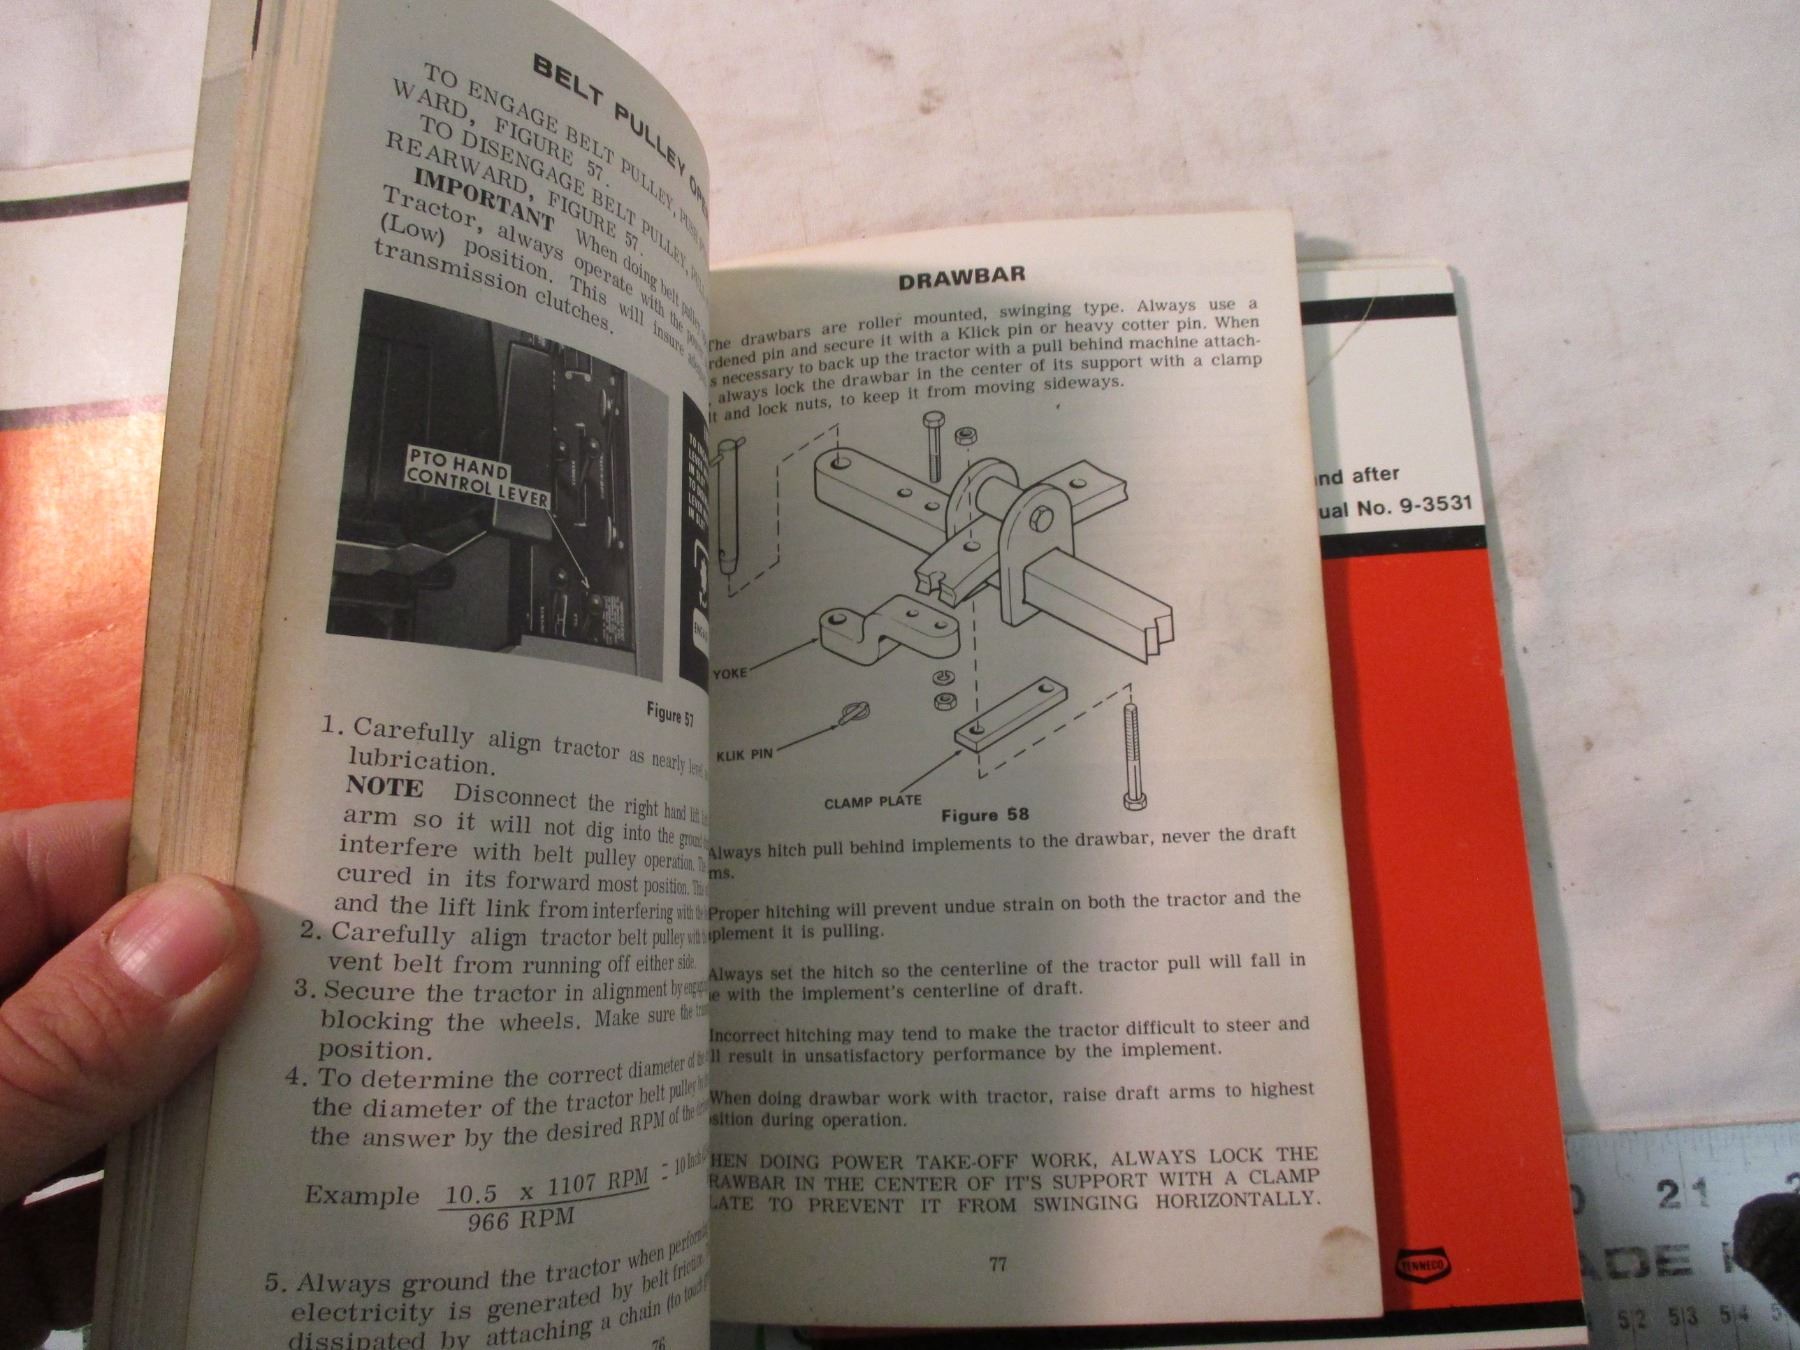 BELT PULLEY
TO ENGAGE BELT PULLEY, PUSH
WARD, FIGURE 57.
TO DISENGAGE BELT PULLEY,
REARWARD, FIGURE 57.
IMPORTANT When doing belt pulley
Tractor, always operate with the
(Low) position. This will insure
transmission clutches.
PTO HAND
CONTROL LEVER
Figure 57
1. Carefully align tractor as nearly level
lubrication.
NOTE Disconnect the right hand lift
arm so it will not dig into the ground
interfere with belt pulley operation.
cured in its forward most position. This
and the lift link from interfering with the
2. Carefully align tractor belt pulley with
vent belt from running off either side.
3. Secure the tractor in alignment by
blocking the wheels. Make sure the
position.
4. To determine the correct diameter of the
the diameter of the tractor belt pulley by
the answer by the desired RPM of the
Example 10.5 x 1107 RPM = 10 Inch
966 RPM
5. Always ground the tractor when
electricity is generated by belt friction.
dissipated by attaching a chain (to touch
76
DRAWBAR
The drawbars are roller mounted, swinging type. Always use a
rdened pin and secure it with a Klick pin or heavy cotter pin. When
s necessary to back up the tractor with a pull behind machine attach-
, always lock the drawbar in the center of its support with a clamp
lt and lock nuts, to keep it from moving sideways.
YOKE
KLIK PIN
CLAMP PLATE
Figure 58
Always hitch pull behind implements to the drawbar, never the draft
ms.
Proper hitching will prevent undue strain on both the tractor and the
plement it is pulling.
Always set the hitch so the centerline of the tractor pull will fall in
e with the implement's centerline of draft.
Incorrect hitching may tend to make the tractor difficult to steer and
ll result in unsatisfactory performance by the implement.
When doing drawbar work with tractor, raise draft arms to highest
sition during operation.
HEN DOING POWER TAKE-OFF WORK, ALWAYS LOCK THE
RAWBAR IN THE CENTER OF IT'S SUPPORT WITH A CLAMP
LATE TO PREVENT IT FROM SWINGING HORIZONTALLY.
77
nd after
ual No. 9-3531
TENNECO
21
ADE
52 53 54